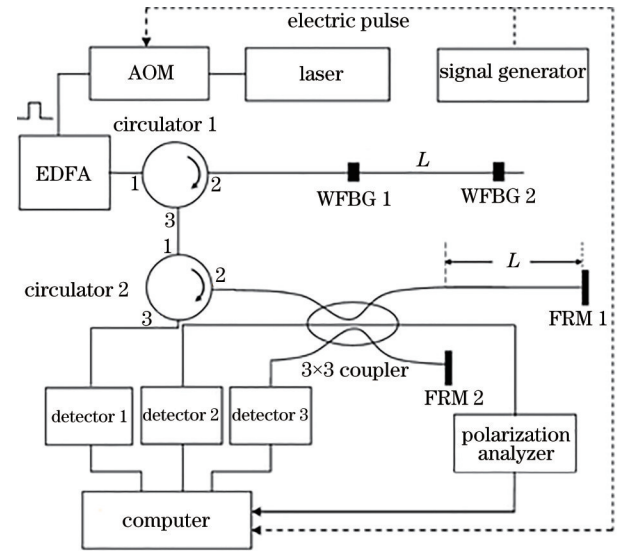 electric pulse
AOM
laser
signal generator
circulator 1
EDFA
1
2
3
L
WFBG 1
WFBG 2
1
2
3
circulator 2
L
FRM 1
3×3 coupler
FRM 2
detector 1
detector 2
detector 3
polarization
analyzer
computer